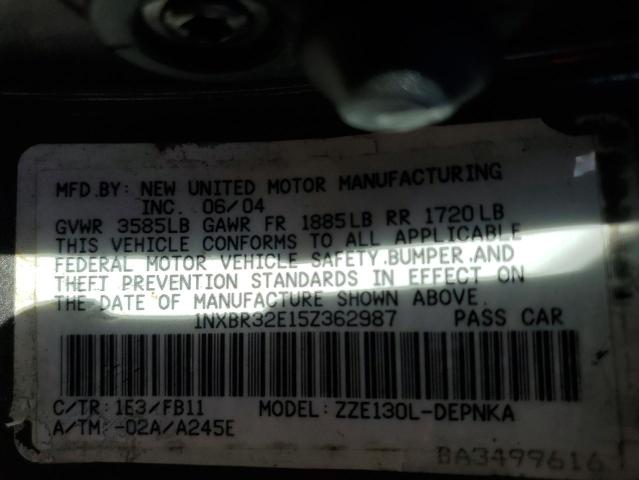 MFD.BY: NEW UNITED MOTOR MANUFACTURING
INC. 06/04
GVWR 3585LB GAWR FR 1885LB RR 1720LB
THIS VEHICLE CONFORMS TO ALL APPLICABLE
FEDERAL MOTOR VEHICLE SAFETY,BUMPER,AND
THEFT PREVENTION STANDARDS IN EFFECT ON
THE DATE OF MANUFACTURE SHOWN ABOVE.
1NXBR32E15Z362987 PASS CAR
C/TR: 1E3/FB11 MODEL: ZZE130L-DEPNKA
A/TM: -02A/A245E
BA3499616